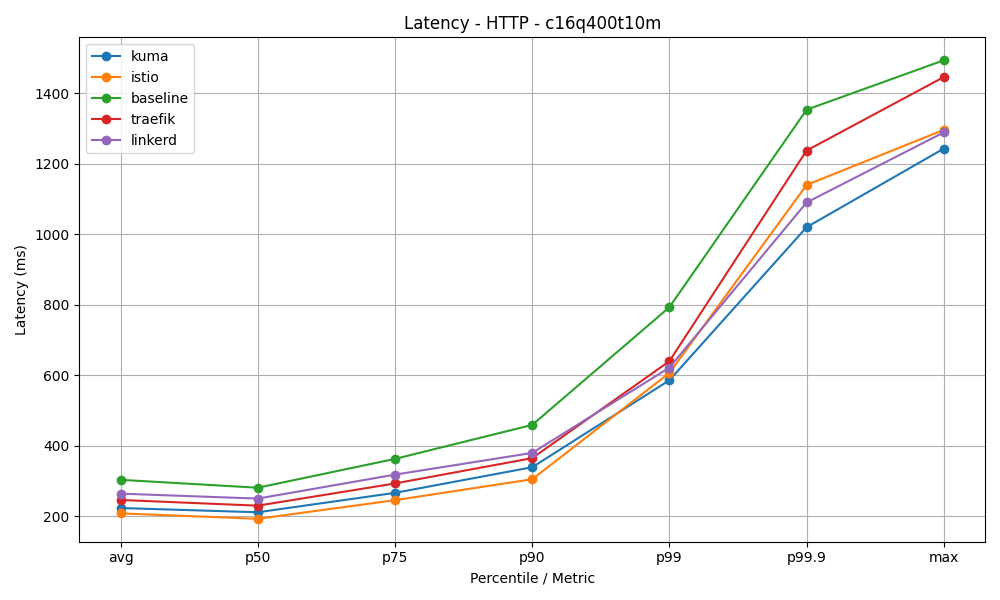 Latency - HTTP - c16q400t10m
kuma
istio
baseline
traefik
linkerd
Latency (ms)
1400
1200
1000
800
600
400
200
avg p50 p75 p90 p99 p99.9 max
Percentile / Metric